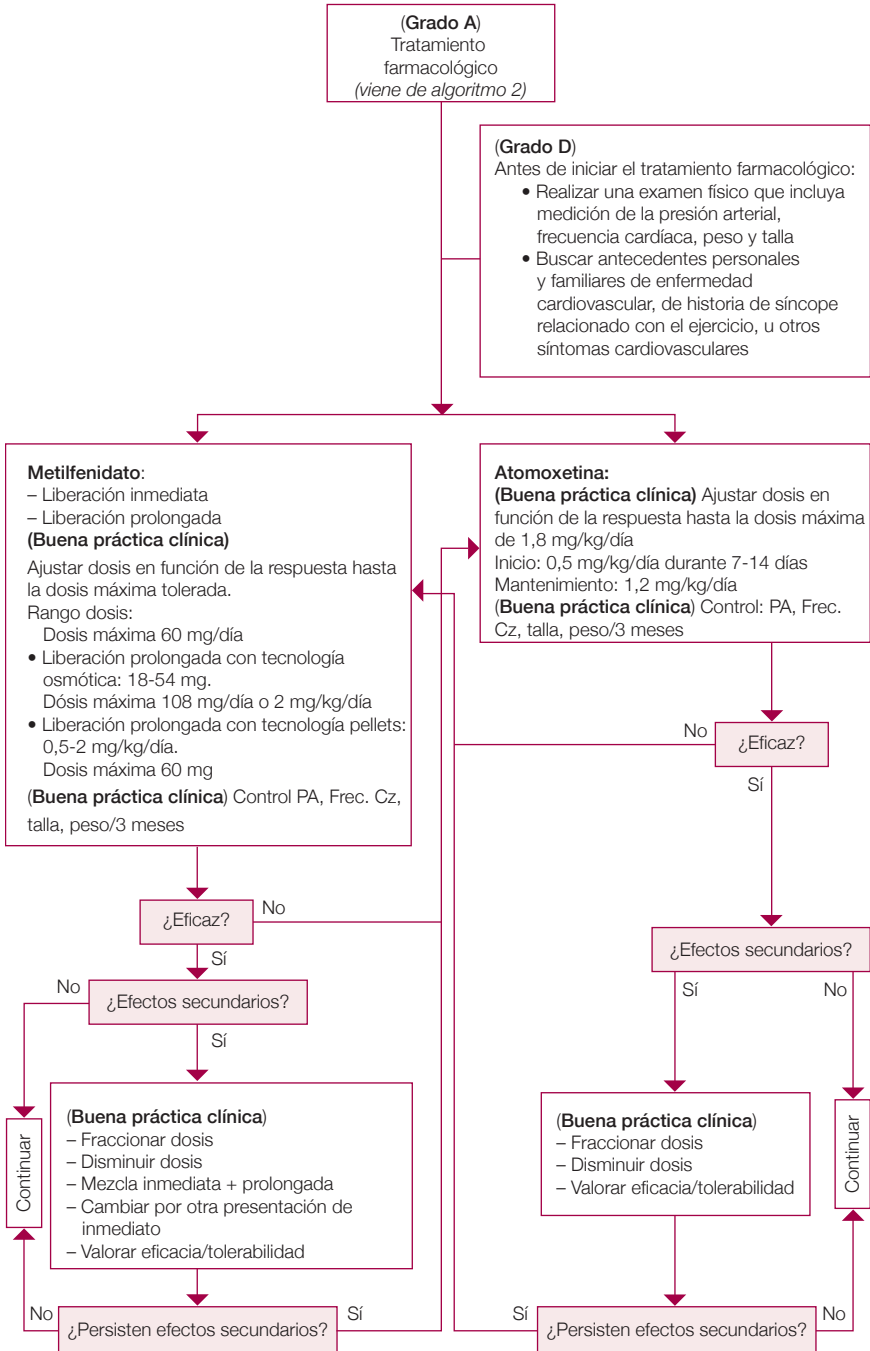 (Grado A)
Tratamiento
farmacológico
(viene de algoritmo 2)
(Grado D)
Antes de iniciar el tratamiento farmacológico:
• Realizar una examen físico que incluya
medición de la presión arterial,
frecuencia cardíaca, peso y talla
• Buscar antecedentes personales
y familiares de enfermedad
cardiovascular, de historia de síncope
relacionado con el ejercicio, u otros
síntomas cardiovasculares
Metilfenidato:
– Liberación inmediata
– Liberación prolongada
(Buena práctica clínica)
Ajustar dosis en función de la respuesta hasta
la dosis máxima tolerada.
Rango dosis:
Dosis máxima 60 mg/día
• Liberación prolongada con tecnología
osmótica: 18-54 mg.
Dósis máxima 108 mg/día o 2 mg/kg/día
• Liberación prolongada con tecnología pellets:
0,5-2 mg/kg/día.
Dosis máxima 60 mg
(Buena práctica clínica) Control PA, Frec. Cz,
talla, peso/3 meses
¿Eficaz?
No
Sí
No
¿Efectos secundarios?
Sí
(Buena práctica clínica)
– Fraccionar dosis
– Disminuir dosis
– Mezcla inmediata + prolongada
– Cambiar por otra presentación de
inmediato
– Valorar eficacia/tolerabilidad
Continuar
No
¿Persisten efectos secundarios?
Sí
Atomoxetina:
(Buena práctica clínica) Ajustar dosis en
función de la respuesta hasta la dosis máxima
de 1,8 mg/kg/día
Inicio: 0,5 mg/kg/día durante 7-14 días
Mantenimiento: 1,2 mg/kg/día
(Buena práctica clínica) Control: PA, Frec.
Cz, talla, peso/3 meses
No
¿Eficaz?
Sí
¿Efectos secundarios?
Sí
No
(Buena práctica clínica)
– Fraccionar dosis
– Disminuir dosis
– Valorar eficacia/tolerabilidad
Continuar
Sí
¿Persisten efectos secundarios?
No